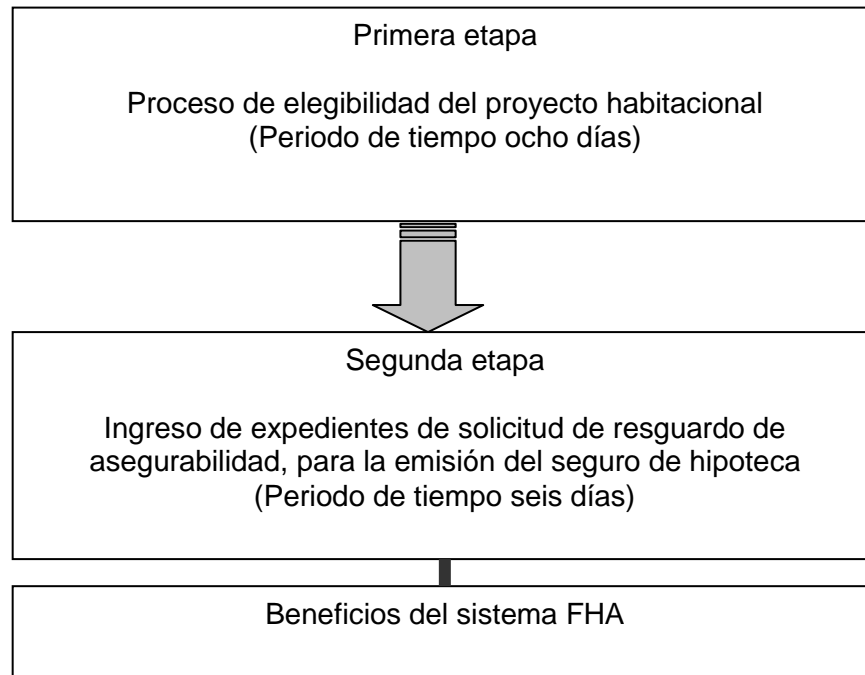 Primera etapa
Proceso de elegibilidad del proyecto habitacional
(Periodo de tiempo ocho días)
Segunda etapa
Ingreso de expedientes de solicitud de resguardo de
asegurabilidad, para la emisión del seguro de hipoteca
(Periodo de tiempo seis días)
Beneficios del sistema FHA